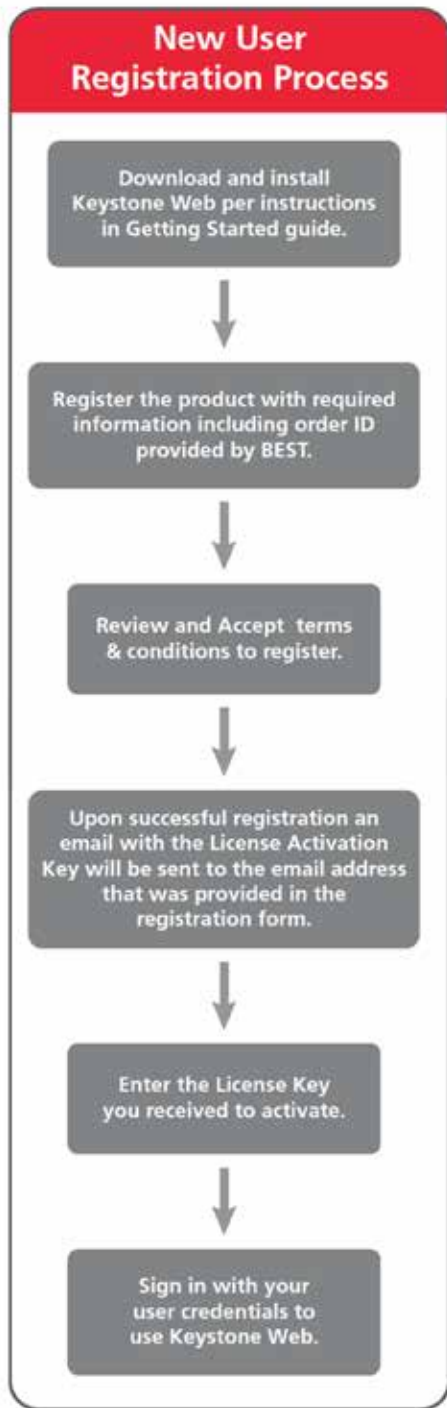 New User
Registration Process
Download and install
Keystone Web per instructions
in Getting Started guide.
Register the product with required
information including order ID
provided by BEST.
Review and Accept terms
& conditions to register.
Upon successful registration an
email with the License Activation
Key will be sent to the email address
that was provided in the
registration form.
Enter the License Key
you received to activate.
Sign in with your
user credentials to
use Keystone Web.